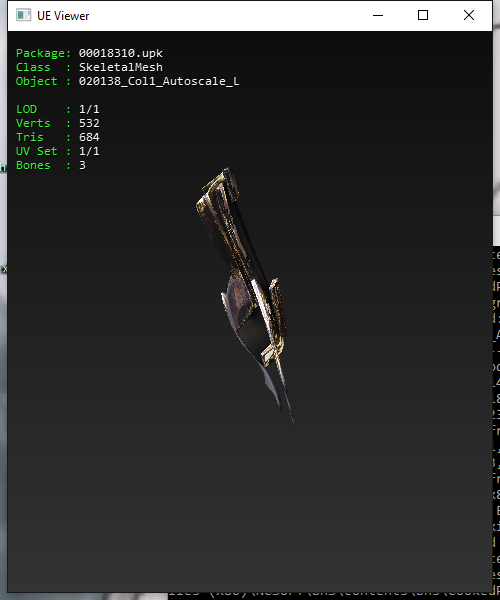 UE Viewer
Package: 00018310.upk
Class  : SkeletalMesh
Object : 020138_Col1_Autoscale_L
LOD    : 1/1
Verts  : 532
Tris   : 684
UV Set : 1/1
Bones  : 3